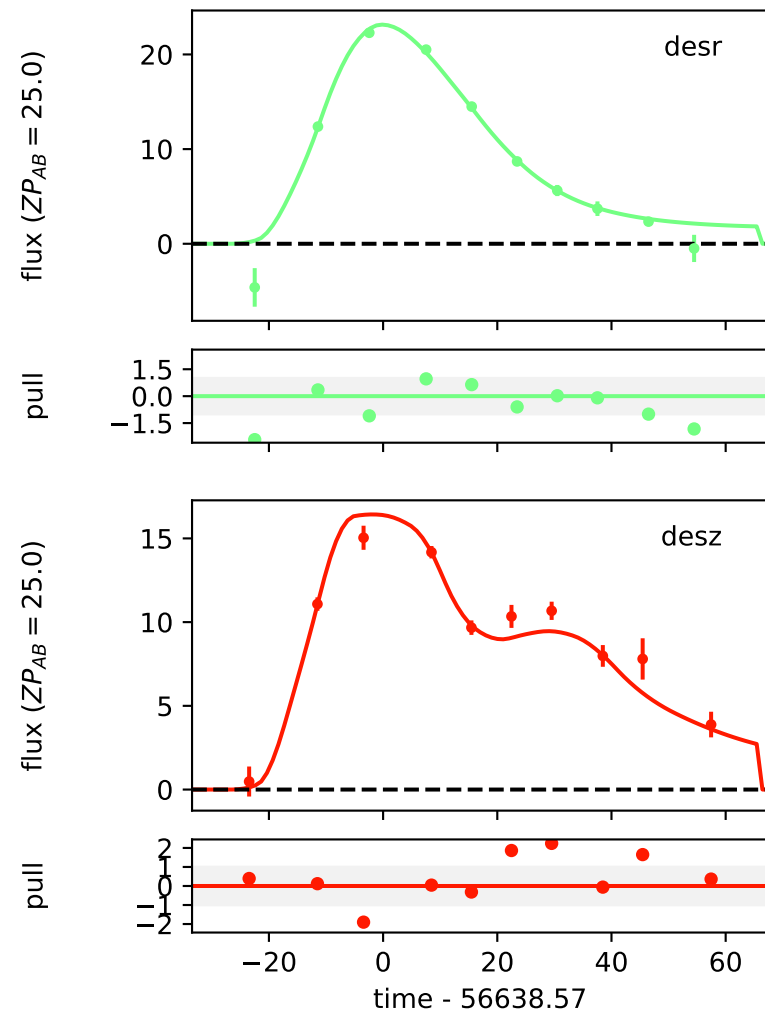 desr
flux (ZP_AB = 25.0)
20
10
0
pull
1.5
0.0
−1.5
desz
flux (ZP_AB = 25.0)
15
10
5
0
pull
2
1
0
−1
−2
−20 0 20 40 60
time - 56638.57